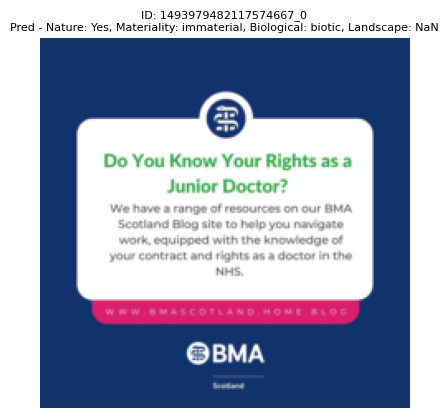 ID: 1493979482117574667_0
Pred - Nature: Yes, Materiality: immaterial, Biological: biotic, Landscape: NaN
Do You Know Your Rights as a
Junior Doctor?
We have a range of resources on our BMA
Scotland Blog site to help you navigate
work, equipped with the knowledge of
your contract and rights as a doctor in the
NHS.
WWW.BMASCOTLAND.HOME.BLOG
BMA
Scotland